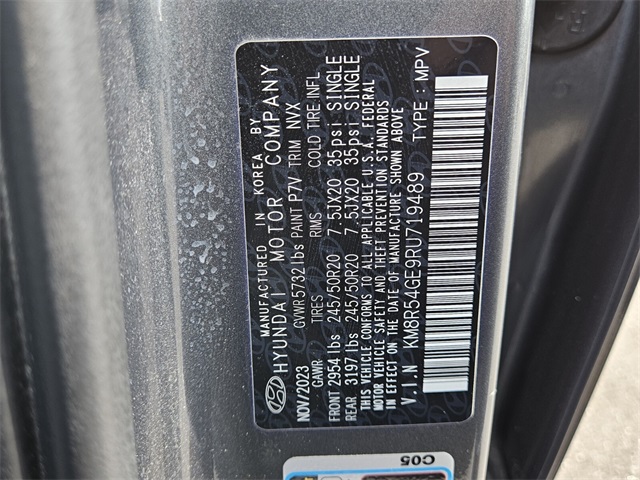 MANUFACTURED IN KOREA BY
HYUNDAI MOTOR COMPANY
NOV/2023 GVWR 5732 lbs PAINT P7V TRIM NVX
GAWR TIRES RIMS COLD TIRE INFL
FRONT 2954 lbs 245/50R20 7.5JX20 35psi SINGLE
REAR 3197 lbs 245/50R20 7.5JX20 35psi SINGLE
THIS VEHICLE CONFORMS TO ALL APPLICABLE U.S.A. FEDERAL
MOTOR VEHICLE SAFETY AND THEFT PREVENTION STANDARDS
IN EFFECT ON THE DATE OF MANUFACTURE SHOWN ABOVE
V.I.N KM8R54GE9RU719489 TYPE : MPV
C05